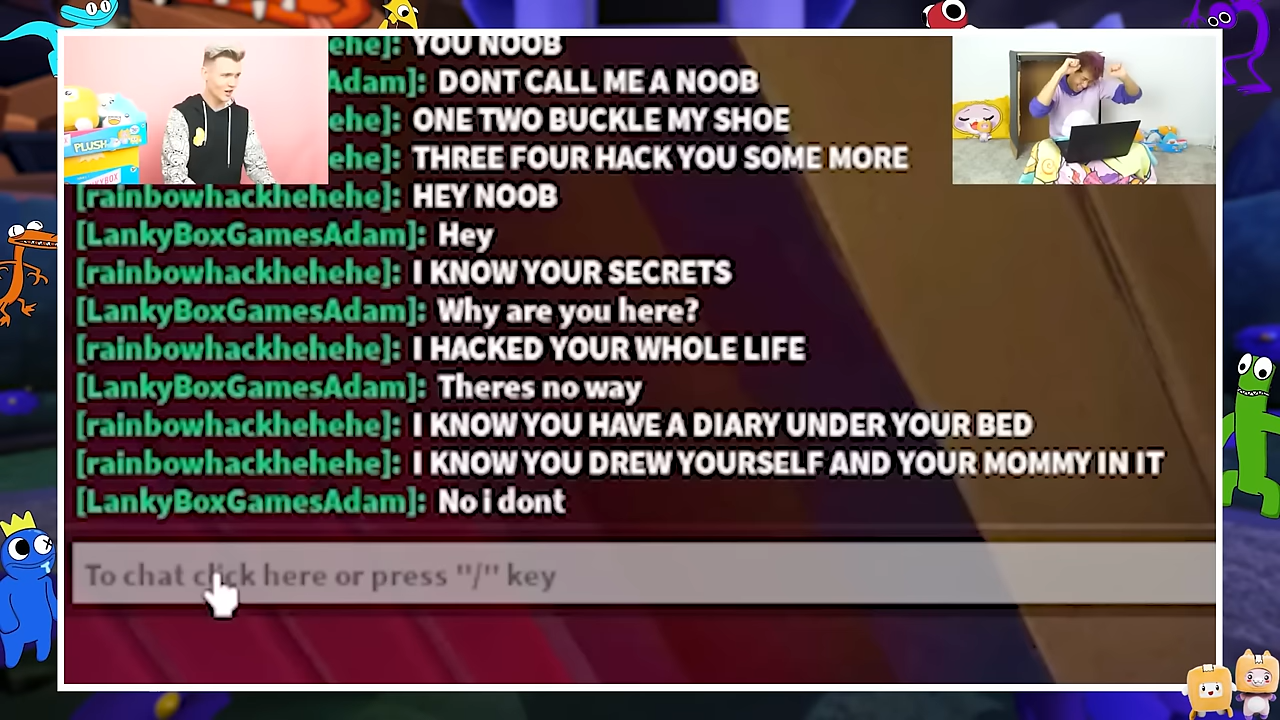 ehe]: YOU NOOB
Adam]: DONT CALL ME A NOOB
ehe]: ONE TWO BUCKLE MY SHOE
ehe]: THREE FOUR HACK YOU SOME MORE
[rainbowhackhehehe]: HEY NOOB
[LankyBoxGamesAdam]: Hey
[rainbowhackhehehe]: I KNOW YOUR SECRETS
[LankyBoxGamesAdam]: Why are you here?
[rainbowhackhehehe]: I HACKED YOUR WHOLE LIFE
[LankyBoxGamesAdam]: Theres no way
[rainbowhackhehehe]: I KNOW YOU HAVE A DIARY UNDER YOUR BED
[rainbowhackhehehe]: I KNOW YOU DREW YOURSELF AND YOUR MOMMY IN IT
[LankyBoxGamesAdam]: No i dont
To chat click here or press "/" key
PLUSH